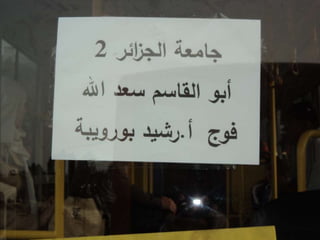 جامعة الجزائر 2
أبو القاسم سعد الله
فوج أ.رشيد بورويبة